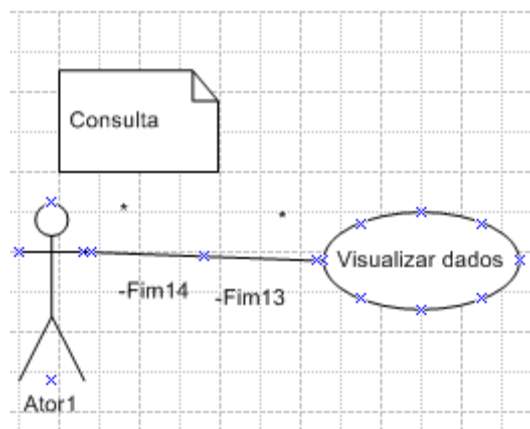 Consulta
* *
Visualizar dados
-Fim14 -Fim13
Ator1